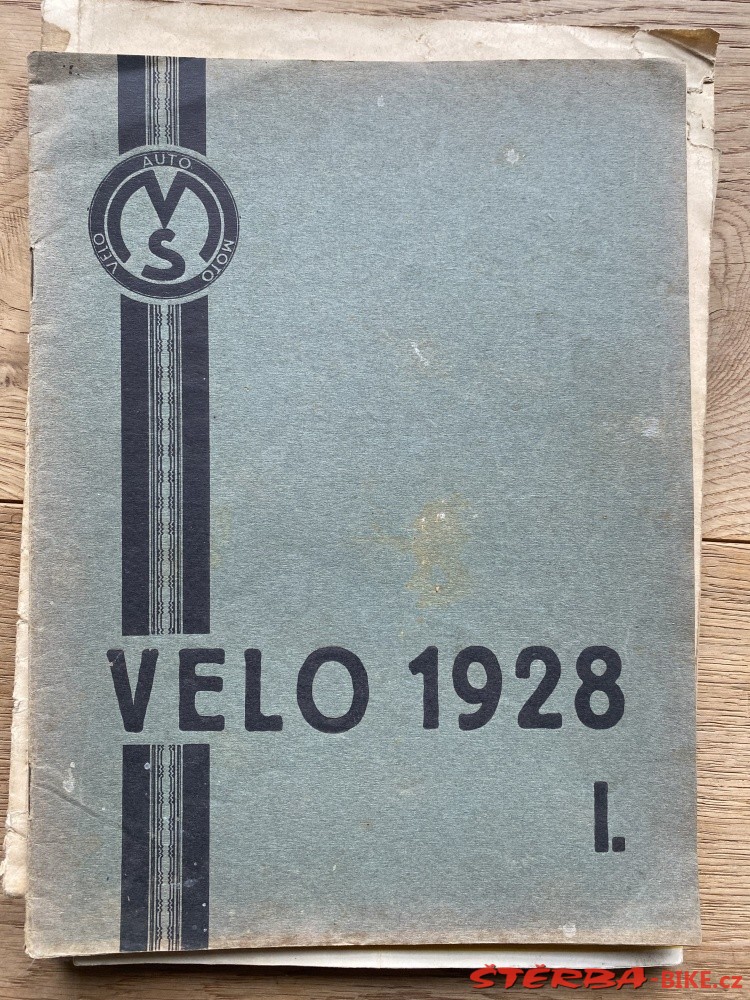 AUTO
VELO
MOTO
MS
VELO 1928
I.
ŠTĚRBA-BIKE.cz